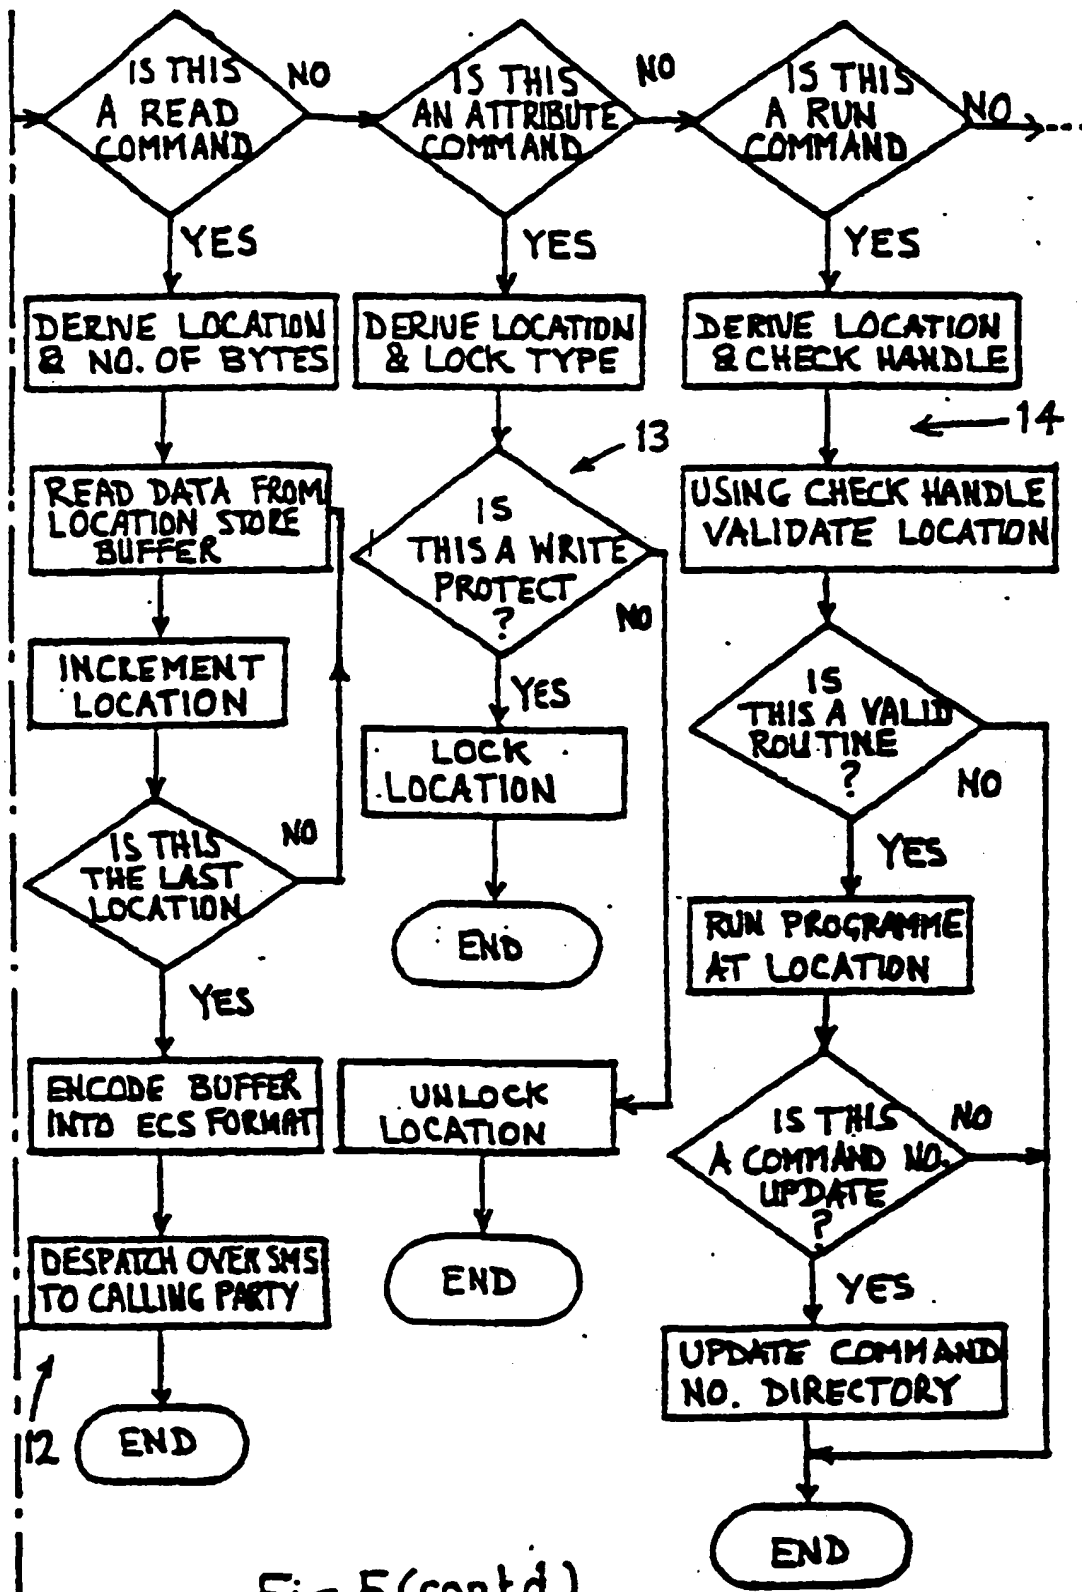 IS THIS
A READ
COMMAND
NO
YES
DERIVE LOCATION
& NO. OF BYTES
READ DATA FROM
LOCATION STORE
BUFFER
INCREMENT
LOCATION
IS THIS
THE LAST
LOCATION
NO
YES
ENCODE BUFFER
INTO ECS FORMAT
DESPATCH OVER SMS
TO CALLING PARTY
12
END
IS THIS
AN ATTRIBUTE
COMMAND
NO
YES
DERIVE LOCATION
& LOCK TYPE
13
IS
THIS A WRITE
PROTECT
?
NO
YES
LOCK
LOCATION
END
UNLOCK
LOCATION
END
IS THIS
A RUN
COMMAND
NO
YES
DERIVE LOCATION
& CHECK HANDLE
14
USING CHECK HANDLE
VALIDATE LOCATION
IS
THIS A VALID
ROUTINE
?
NO
YES
RUN PROGRAMME
AT LOCATION
IS THIS
A COMMAND NO.
UPDATE
?
NO
YES
UPDATE COMMAND
NO. DIRECTORY
END
Fig 5 (contd)